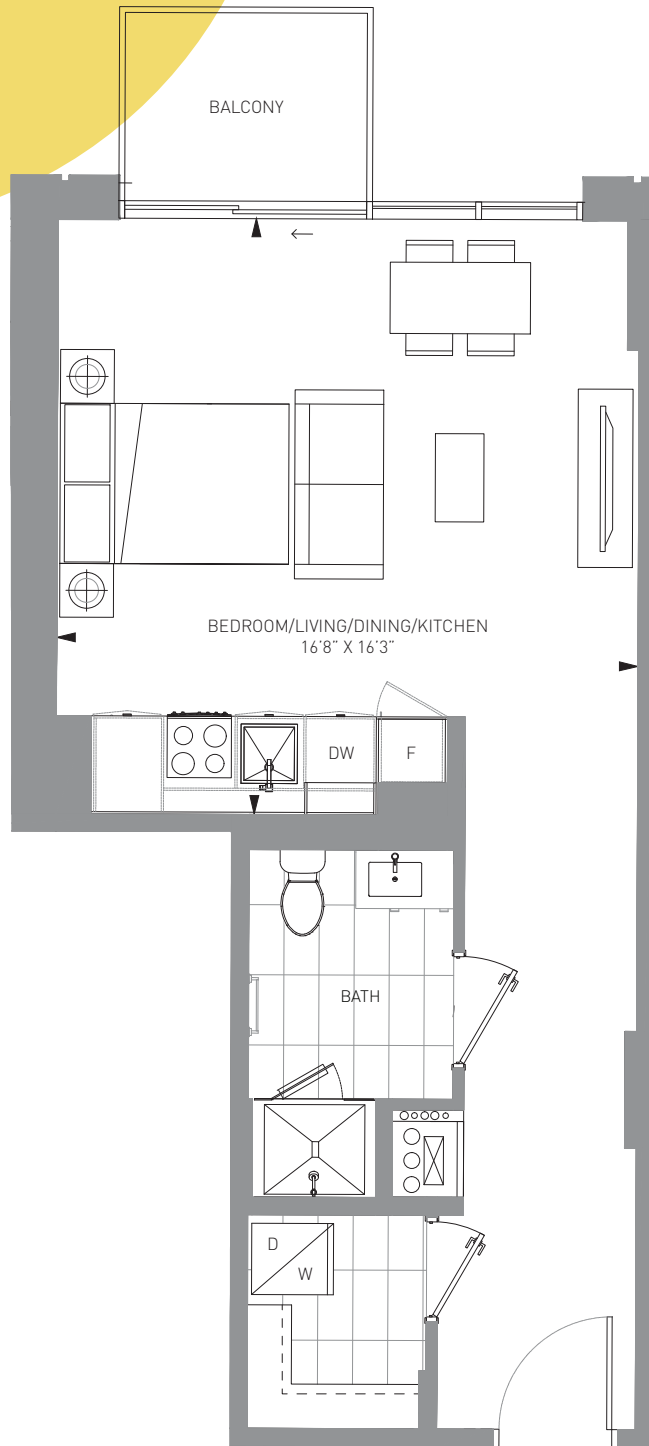 BALCONY
BEDROOM/LIVING/DINING/KITCHEN
16'8" X 16'3"
DW
F
BATH
D
W